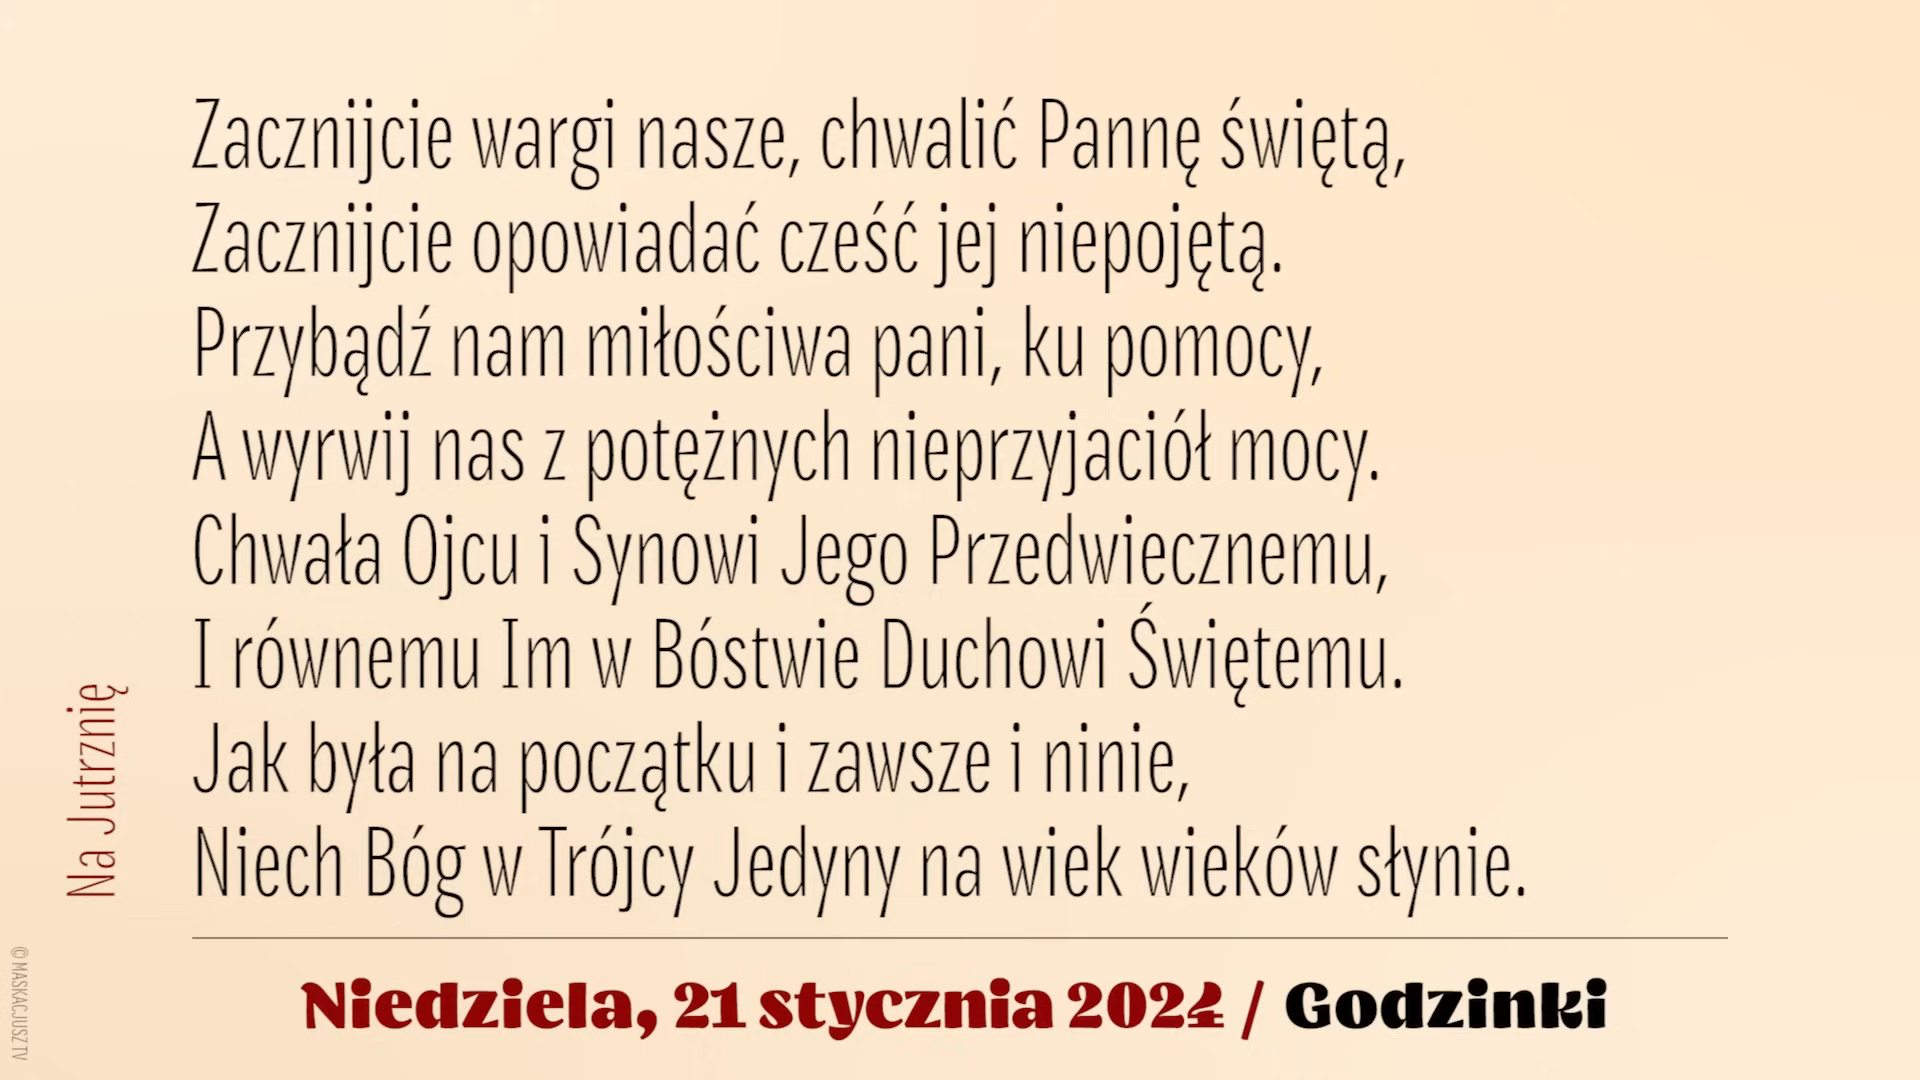 Zacznijcie wargi nasze, chwalić Pannę świętą,
Zacznijcie opowiadać cześć jej niepojętą.
Przybądź nam miłościwa pani, ku pomocy,
A wyrwij nas z potężnych nieprzyjaciół mocy.
Chwała Ojcu i Synowi Jego Przedwiecznemu,
I równemu Im w Bóstwie Duchowi Świętemu.
Jak była na początku i zawsze i ninie,
Niech Bóg w Trójcy Jedyny na wiek wieków słynie.
Na Jutrznię
Niedziela, 21 stycznia 2024 / Godzinki
© MASKACJUSZ TV